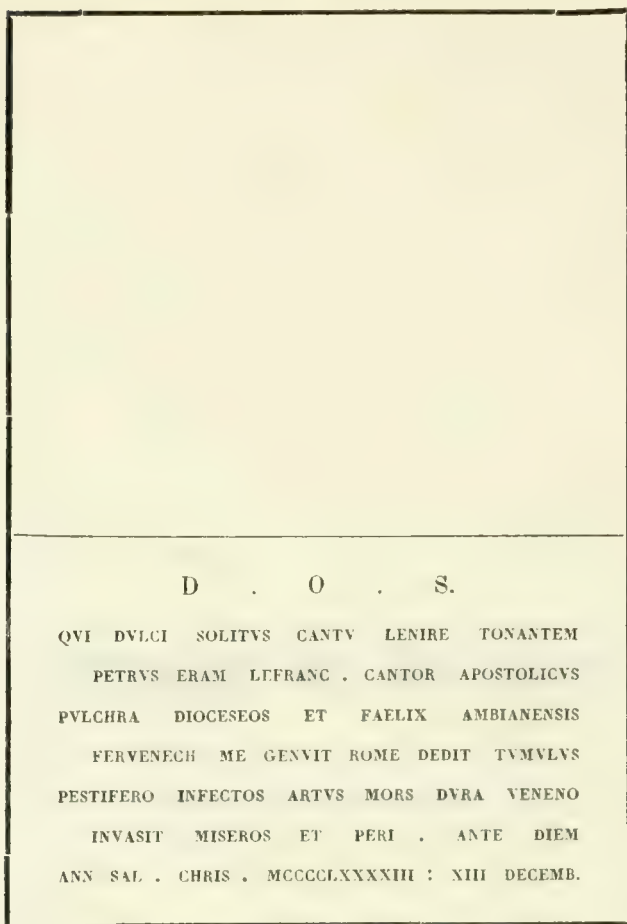 D . O . S.
QVI DVLCI SOLITVS CANTV LENIRE TONANTEM
PETRVS ERAM LEFRANC . CANTOR APOSTOLICVS
PVLCHRA DIOCESEOS ET FAELIX AMBIANENSIS
FERVENECH ME GENVIT ROME DEDIT TVMVLVS
PESTIFERO INFECTOS ARTVS MORS DVRA VENENO
INVASIT MISEROS ET PERI . ANTE DIEM
ANN SAL . CHRIS . MCCCCLXXXXIII : XIII DECEMB.